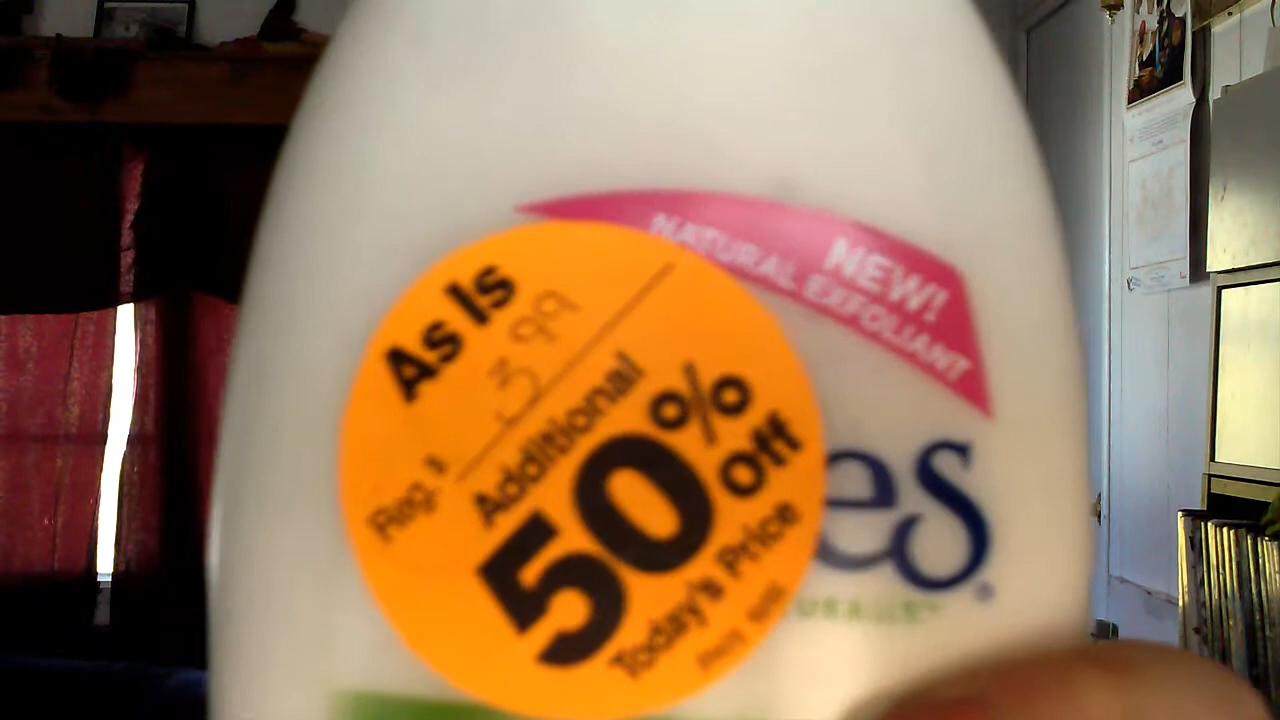 NEW!
NATURAL EXFOLIANT
As Is
Reg. $ 3.99
Additional
50% Off
Today's Price
es